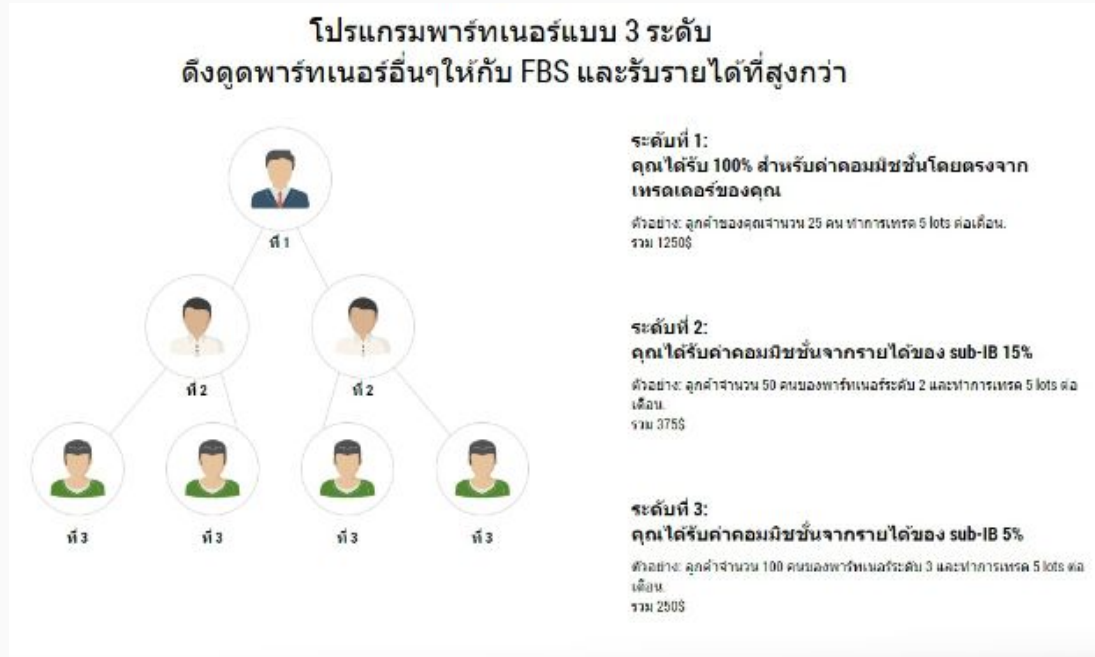 โปรแกรมพาร์ทเนอร์แบบ 3 ระดับ
ดึงดูดพาร์ทเนอร์อื่นๆให้กับ FBS และรับรายได้ที่สูงกว่า
ที่ 1
ที่ 2
ที่ 2
ที่ 3
ที่ 3
ที่ 3
ที่ 3
ระดับที่ 1:
คุณได้รับ 100% สำหรับค่าคอมมิชชั่นโดยตรงจาก
เทรดเดอร์ของคุณ
ตัวอย่าง: ลูกค้าของคุณจำนวน 25 คน ทำการเทรด 5 lots ต่อเดือน.
รวม 1250$
ระดับที่ 2:
คุณได้รับค่าคอมมิชชั่นจากรายได้ของ sub-IB 15%
ตัวอย่าง: ลูกค้าจำนวน 50 คนของพาร์ทเนอร์ระดับ 2 และทำการเทรด 5 lots ต่อ
เดือน.
รวม 375$
ระดับที่ 3:
คุณได้รับค่าคอมมิชชั่นจากรายได้ของ sub-IB 5%
ตัวอย่าง: ลูกค้าจำนวน 100 คนของพาร์ทเนอร์ระดับ 3 และทำการเทรด 5 lots ต่อ
เดือน.
รวม 250$